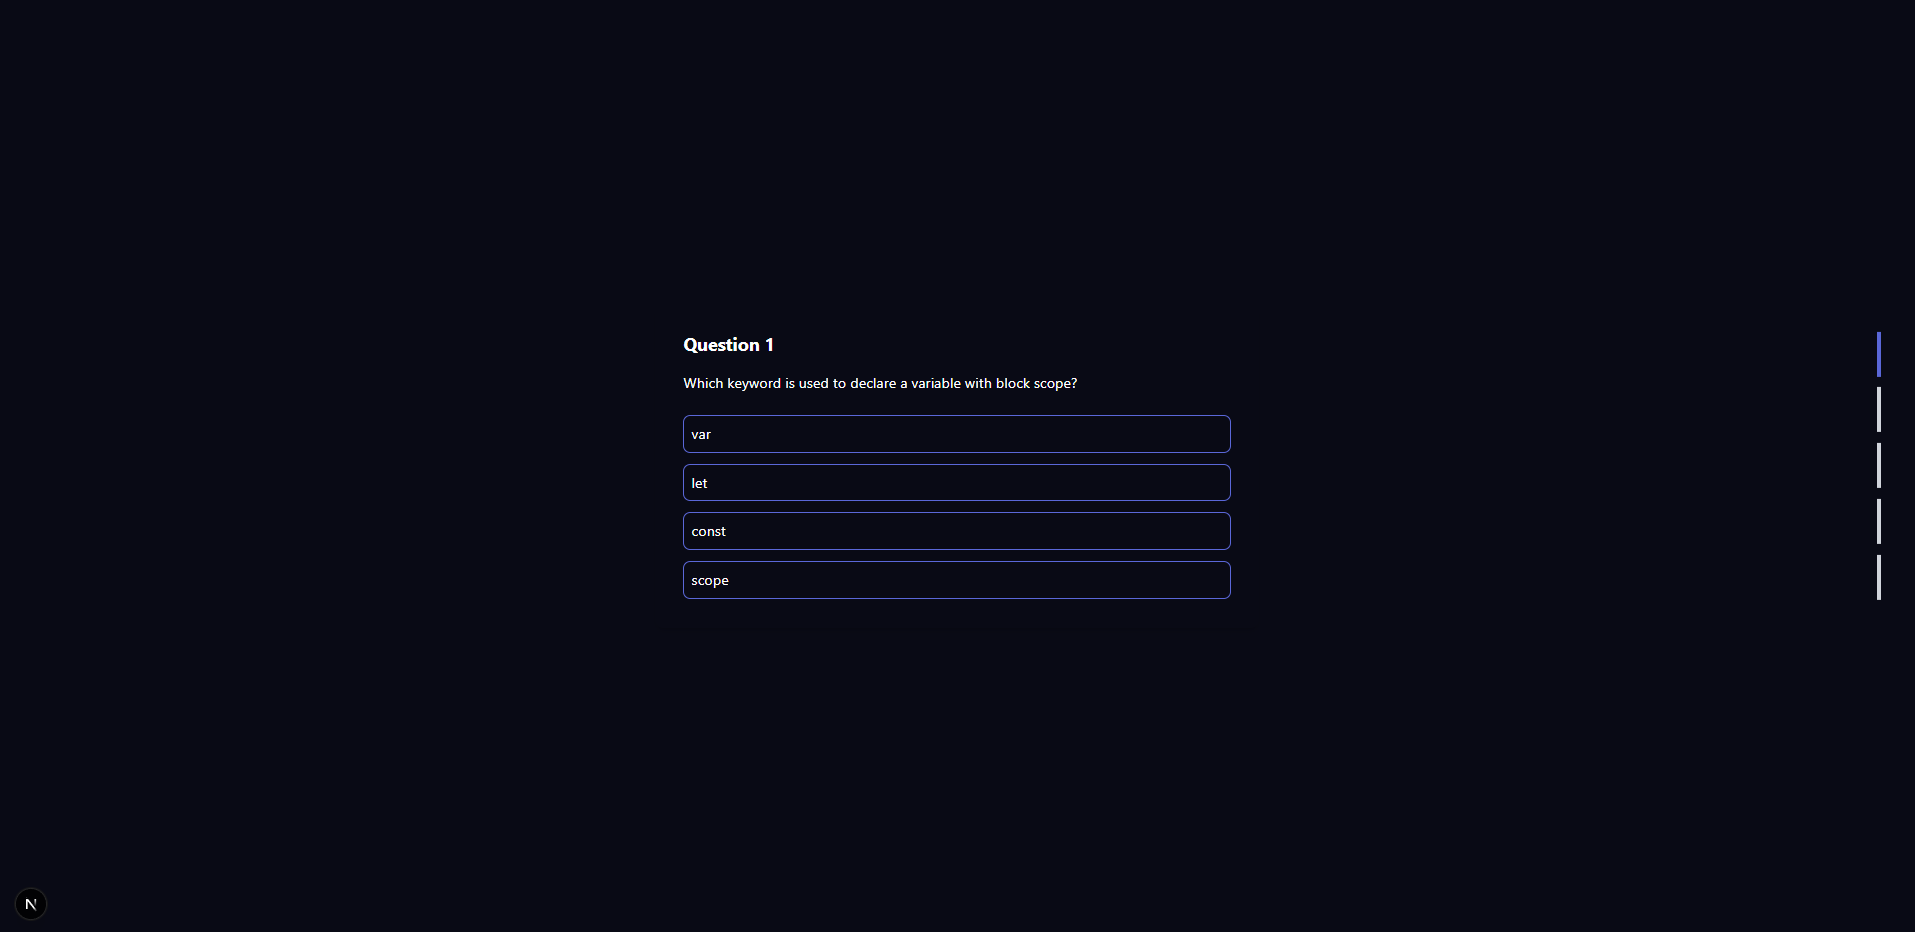 Question 1
Which keyword is used to declare a variable with block scope?
var
let
const
scope
N